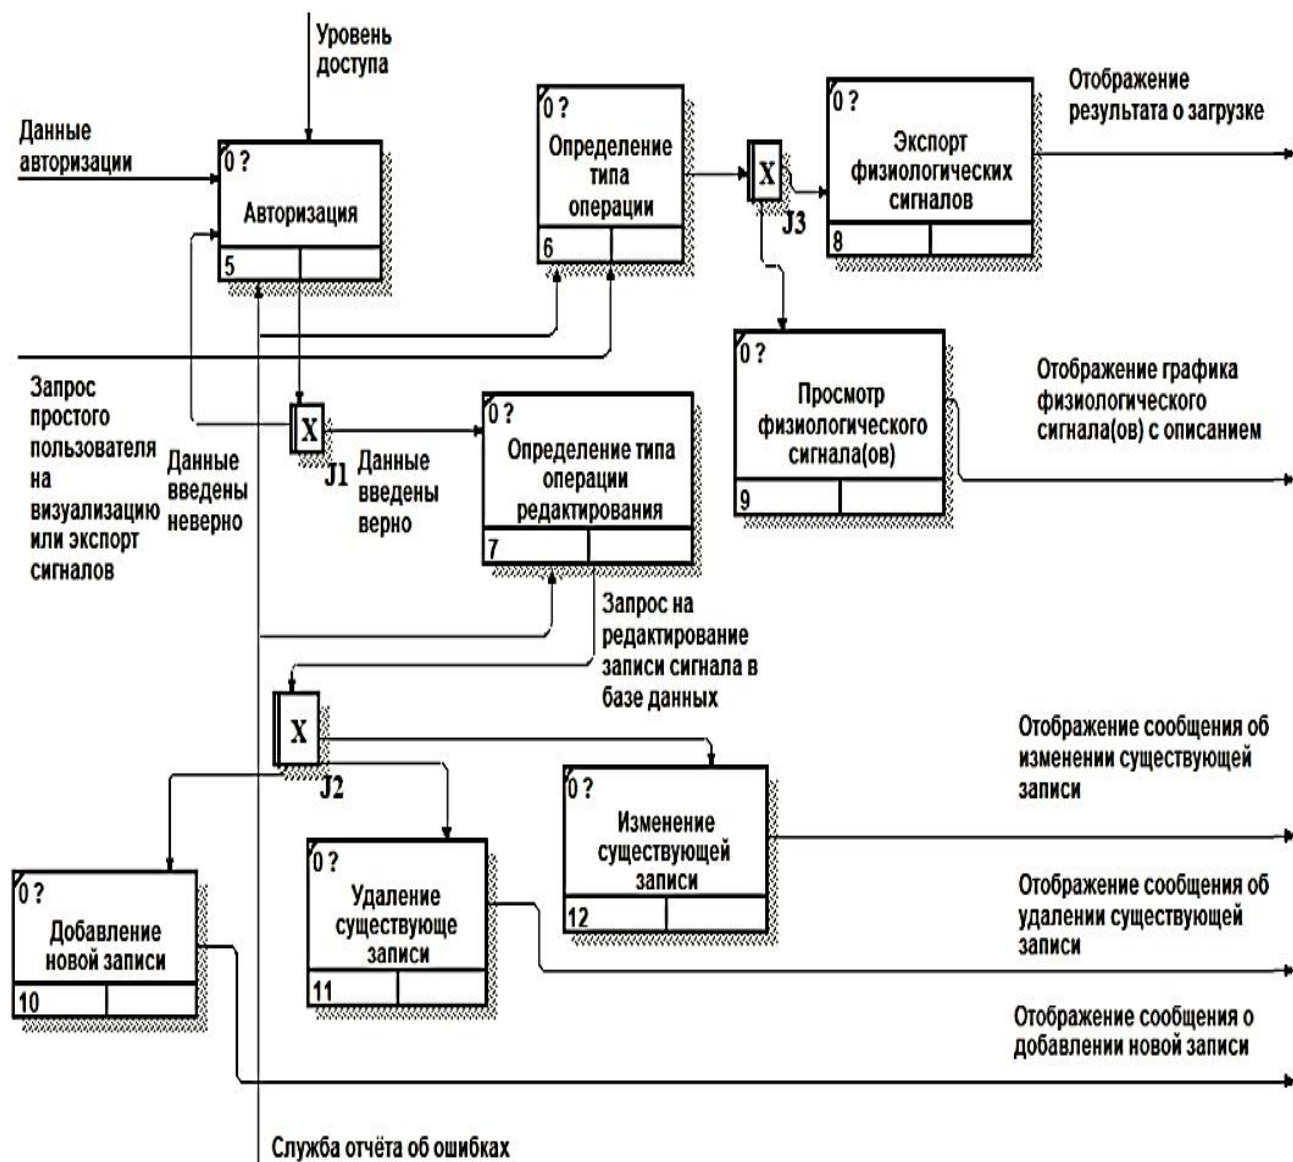 Уровень
доступа
Данные
авторизации
0 ?
Авторизация
5
0 ?
Определение
типа
операции
6
X
J3
0 ?
Экспорт
физиологических
сигналов
8
Отображение
результата о загрузке
0 ?
Просмотр
физиологического
сигнала(ов)
9
Отображение графика
физиологического
сигнала(ов) с описанием
Запрос
простого
пользователя
на
визуализацию
или экспорт
сигналов
Данные
введены
неверно
X
J1
Данные
введены
верно
0 ?
Определение типа
операции
редактирования
7
Запрос на
редактирование
записи сигнала в
базе данных
X
J2
0 ?
Изменение
существующей
записи
12
Отображение сообщения об
изменении существующей
записи
0 ?
Удаление
существующе
записи
11
Отображение сообщения об
удалении существующей
записи
0 ?
Добавление
новой записи
10
Отображение сообщения о
добавлении новой записи
Служба отчёта об ошибках